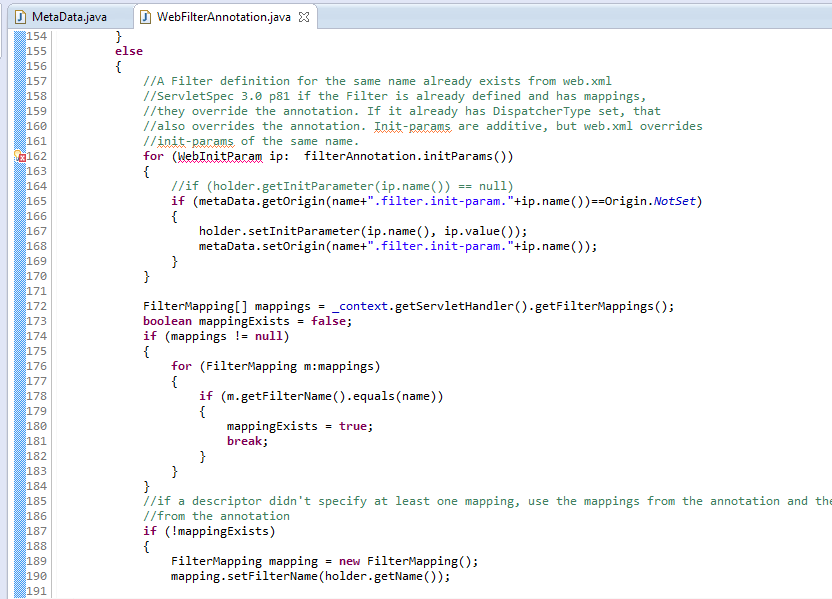 MetaData.java WebFilterAnnotation.java
154 }
155 else
156 {
157 //A Filter definition for the same name already exists from web.xml
158 //ServletSpec 3.0 p81 if the Filter is already defined and has mappings,
159 //they override the annotation. If it already has DispatcherType set, that
160 //also overrides the annotation. Init-params are additive, but web.xml overrides
161 //init-params of the same name.
162 for (WebInitParam ip:  filterAnnotation.initParams())
163 {
164 //if (holder.getInitParameter(ip.name()) == null)
165 if (metaData.getOrigin(name+".filter.init-param."+ip.name())==Origin.NotSet)
166 {
167 holder.setInitParameter(ip.name(), ip.value());
168 metaData.setOrigin(name+".filter.init-param."+ip.name());
169 }
170 }
171
172 FilterMapping[] mappings = _context.getServletHandler().getFilterMappings();
173 boolean mappingExists = false;
174 if (mappings != null)
175 {
176 for (FilterMapping m:mappings)
177 {
178 if (m.getFilterName().equals(name))
179 {
180 mappingExists = true;
181 break;
182 }
183 }
184 }
185 //if a descriptor didn't specify at least one mapping, use the mappings from the annotation and the
186 //from the annotation
187 if (!mappingExists)
188 {
189 FilterMapping mapping = new FilterMapping();
190 mapping.setFilterName(holder.getName());
191